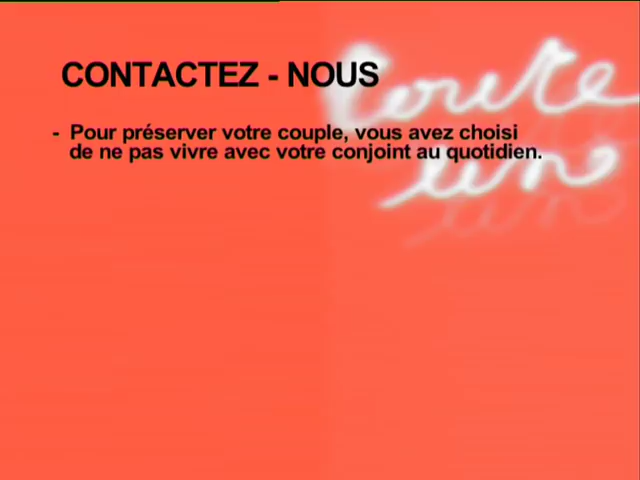 CONTACTEZ - NOUS
- Pour préserver votre couple, vous avez choisi
de ne pas vivre avec votre conjoint au quotidien.